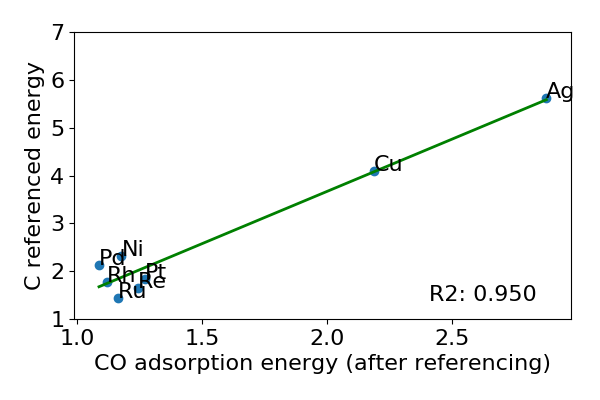 7
6
5
4
3
2
1
C referenced energy
Ag
Cu
Ni
Pd
Pt
Rh
Re
Ru
R2: 0.950
1.0
1.5
2.0
2.5
CO adsorption energy (after referencing)